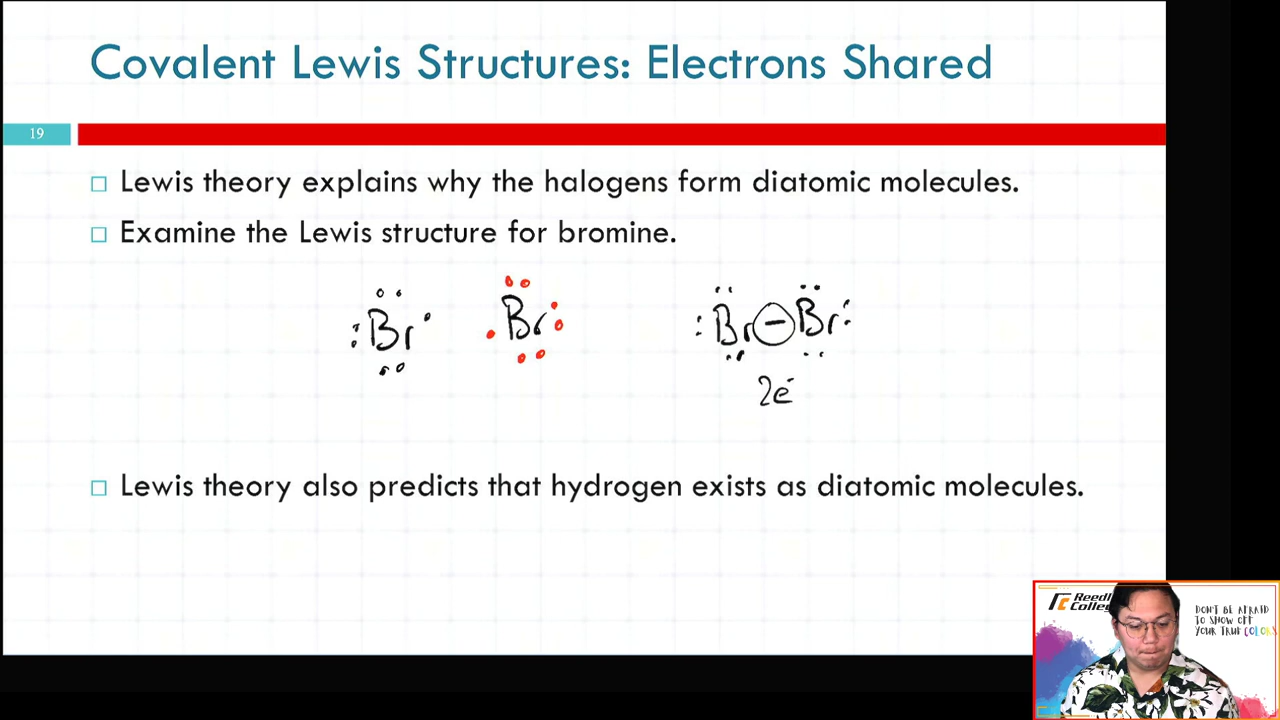 Covalent Lewis Structures: Electrons Shared
19
Lewis theory explains why the halogens form diatomic molecules.
Examine the Lewis structure for bromine.
Br Br Br Br
2e⁻
Lewis theory also predicts that hydrogen exists as diatomic molecules.
DON'T BE AFRAID
TO SHOW OFF
YOUR TRUE COLORS